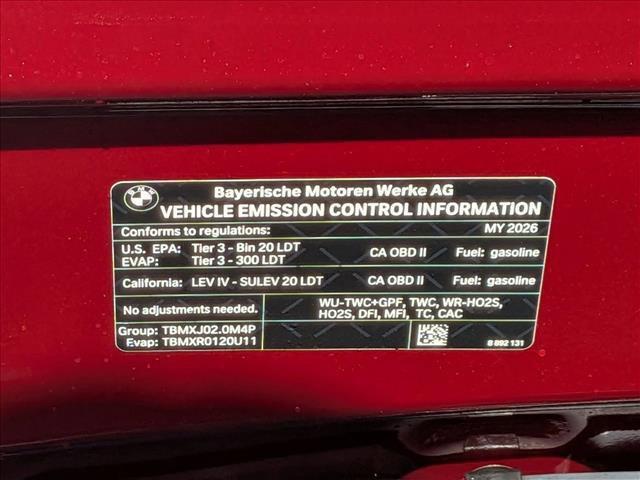 BMW
Bayerische Motoren Werke AG
VEHICLE EMISSION CONTROL INFORMATION
Conforms to regulations: MY 2026
U.S. EPA: Tier 3 - Bin 20 LDT CA OBD II Fuel: gasoline
EVAP: Tier 3 - 300 LDT
California: LEV IV - SULEV 20 LDT CA OBD II Fuel: gasoline
No adjustments needed. WU-TWC+GPF, TWC, WR-HO2S,
HO2S, DFI, MFI, TC, CAC
Group: TBMXJ02.0M4P
Evap: TBMXR0120U11
8 892 131